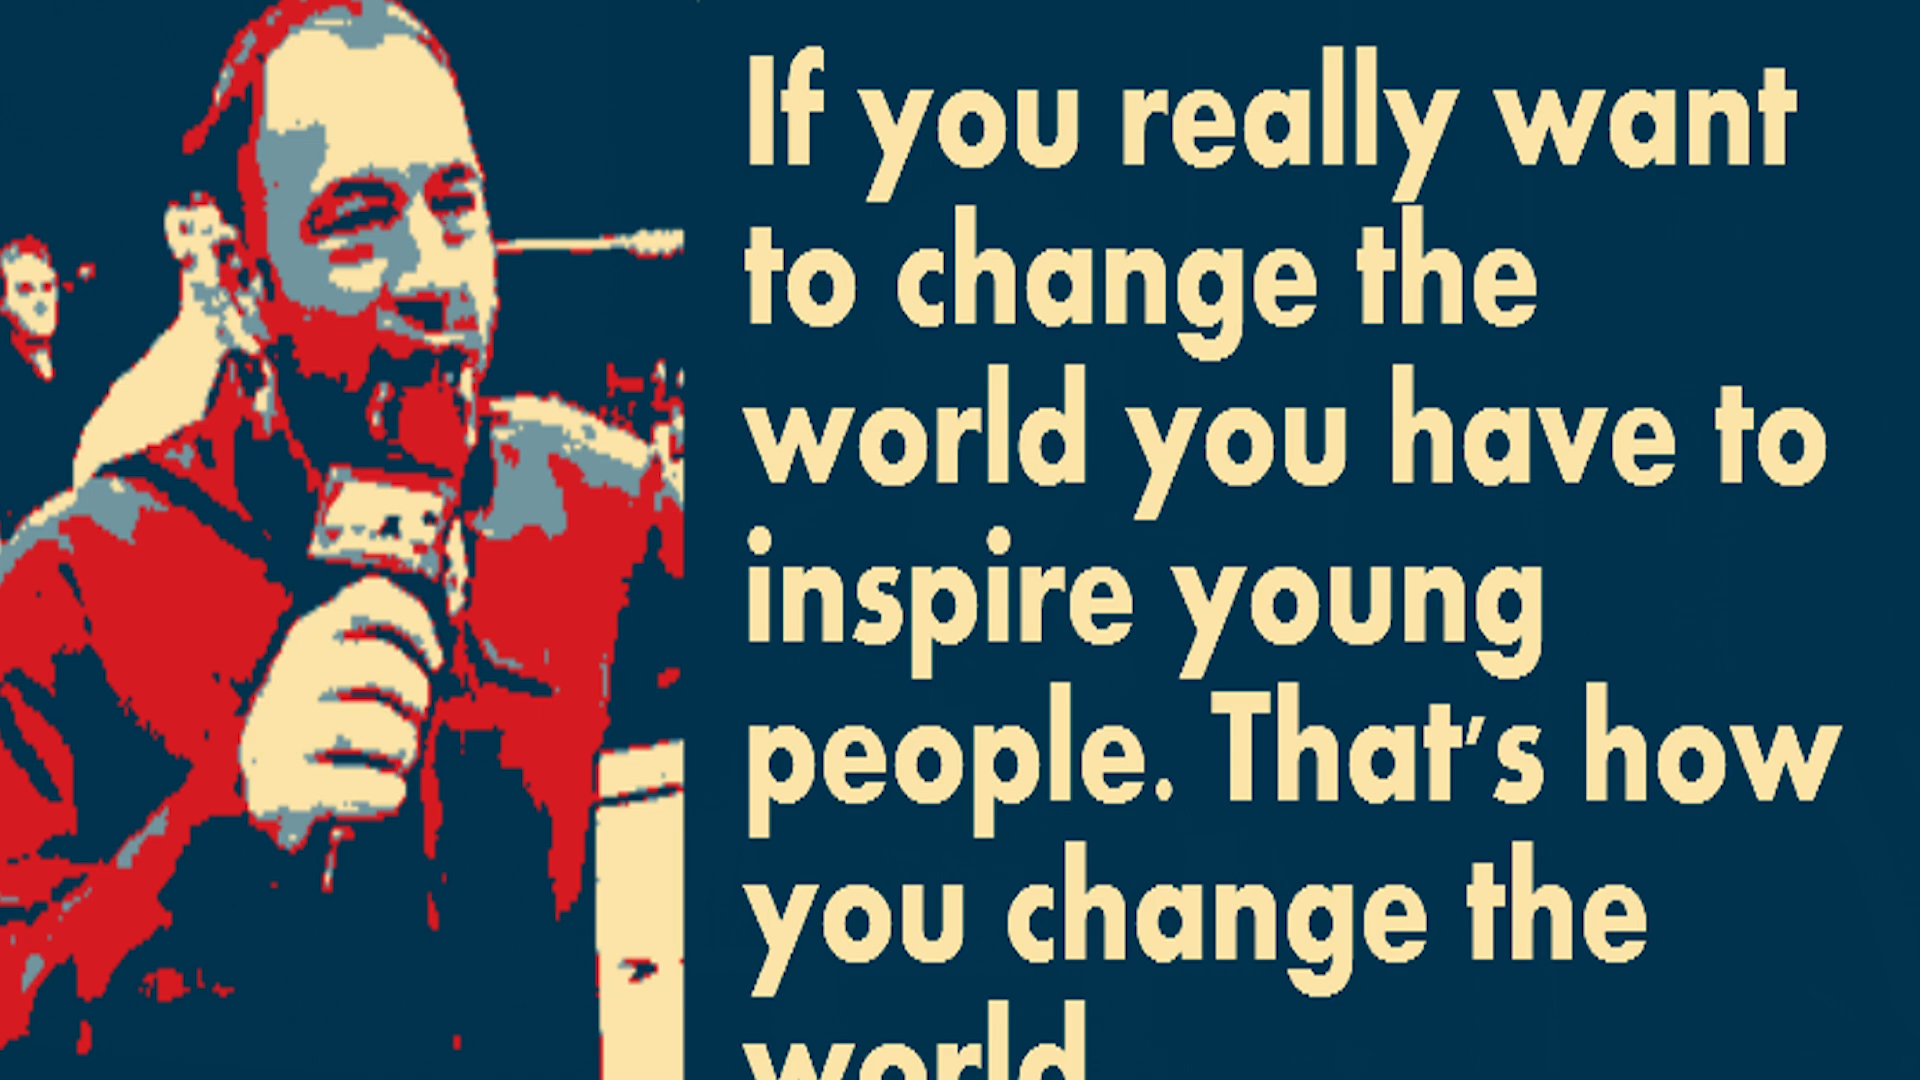 If you really want
to change the
world you have to
inspire young
people. That's how
you change the
world